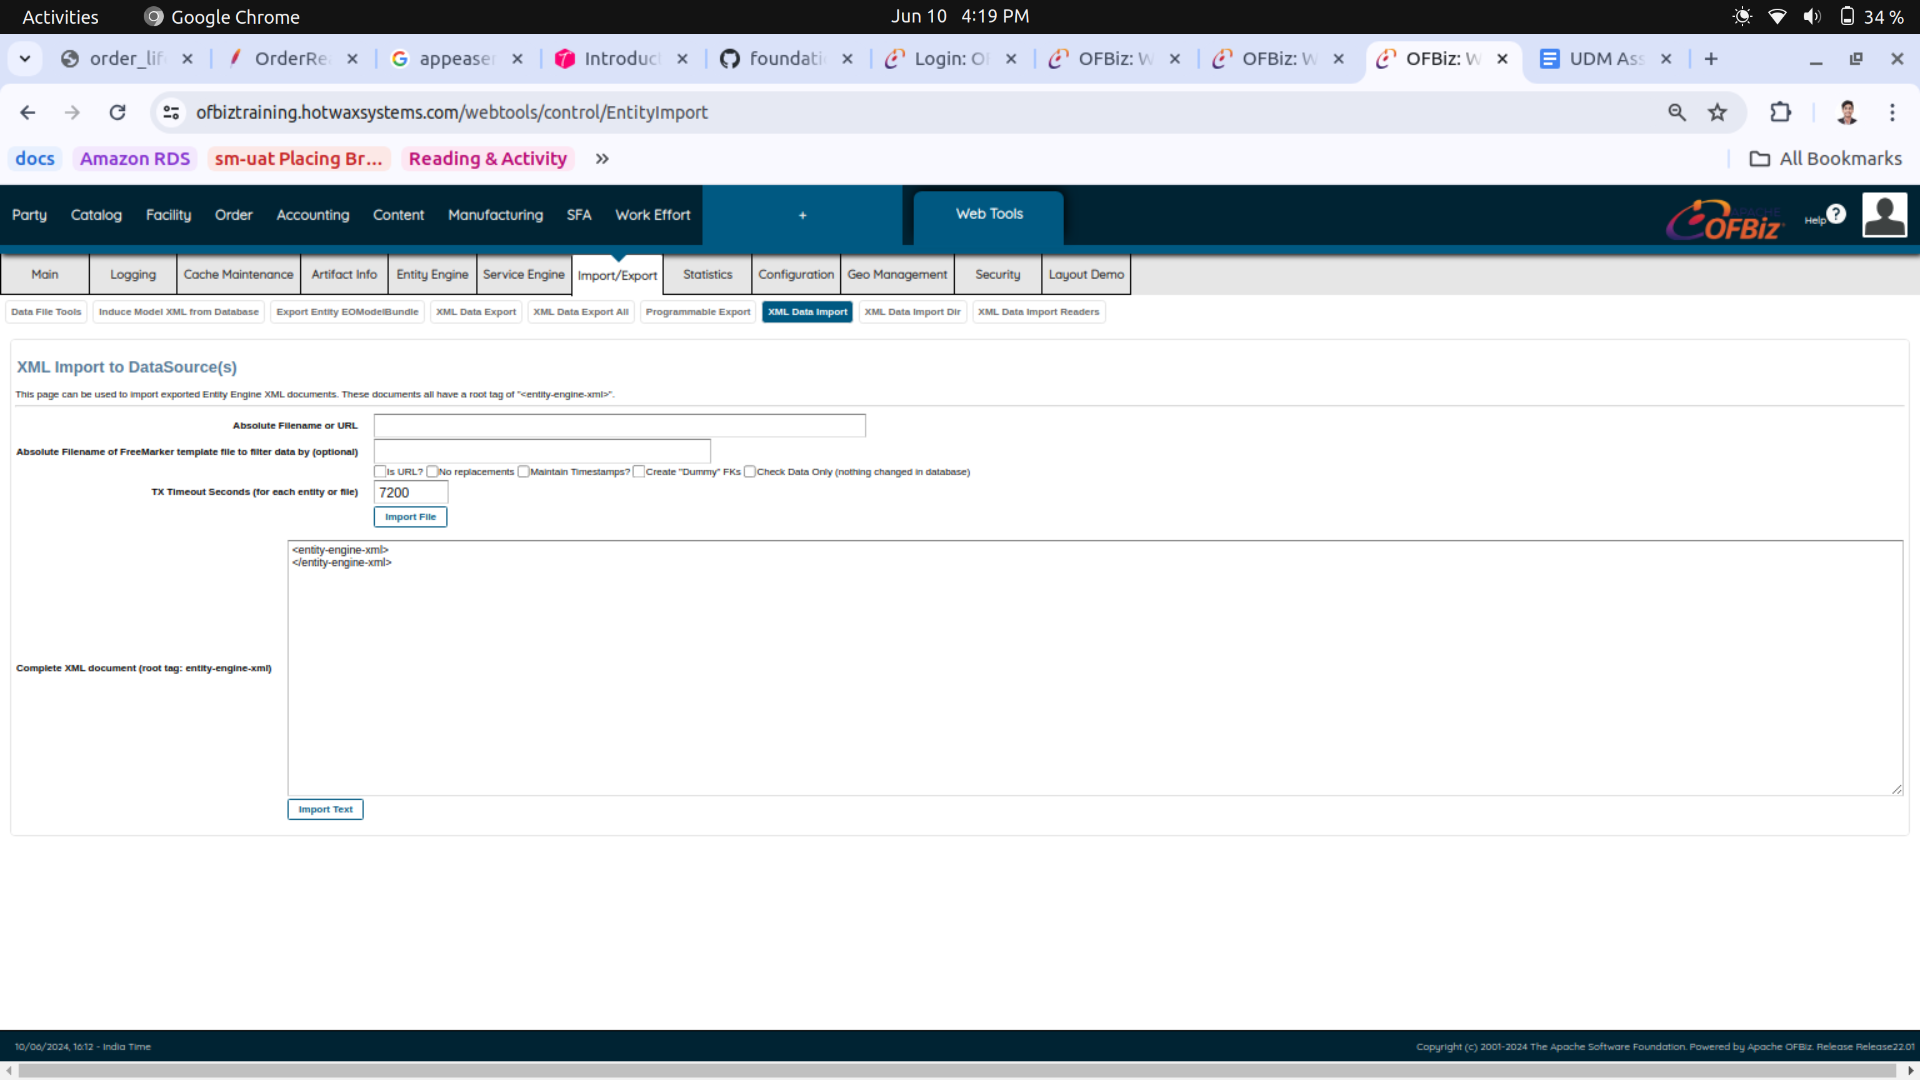 Activities Google Chrome Jun 10 4:19 PM 34 %
order_lif OrderRe appeaser Introduc foundati Login: O OFBiz: W OFBiz: W OFBiz: W UDM Ass
ofbiztraining.hotwaxsystems.com/webtools/control/EntityImport
docs Amazon RDS sm-uat Placing Br... Reading & Activity » All Bookmarks
Party Catalog Facility Order Accounting Content Manufacturing SFA Work Effort + Web Tools APACHE OFBiz Help ?
Main Logging Cache Maintenance Artifact Info Entity Engine Service Engine Import/Export Statistics Configuration Geo Management Security Layout Demo
Data File Tools Induce Model XML from Database Export Entity EOModelBundle XML Data Export XML Data Export All Programmable Export XML Data Import XML Data Import Dir XML Data Import Readers
XML Import to DataSource(s)
This page can be used to import exported Entity Engine XML documents. These documents all have a root tag of "<entity-engine-xml>".
Absolute Filename or URL
Absolute Filename of FreeMarker template file to filter data by (optional)
Is URL? No replacements Maintain Timestamps? Create "Dummy" FKs Check Data Only (nothing changed in database)
TX Timeout Seconds (for each entity or file) 7200
Import File
<entity-engine-xml>
</entity-engine-xml>
Complete XML document (root tag: entity-engine-xml)
Import Text
10/06/2024, 16:12 - India Time Copyright (c) 2001-2024 The Apache Software Foundation. Powered by Apache OFBiz. Release Release22.01